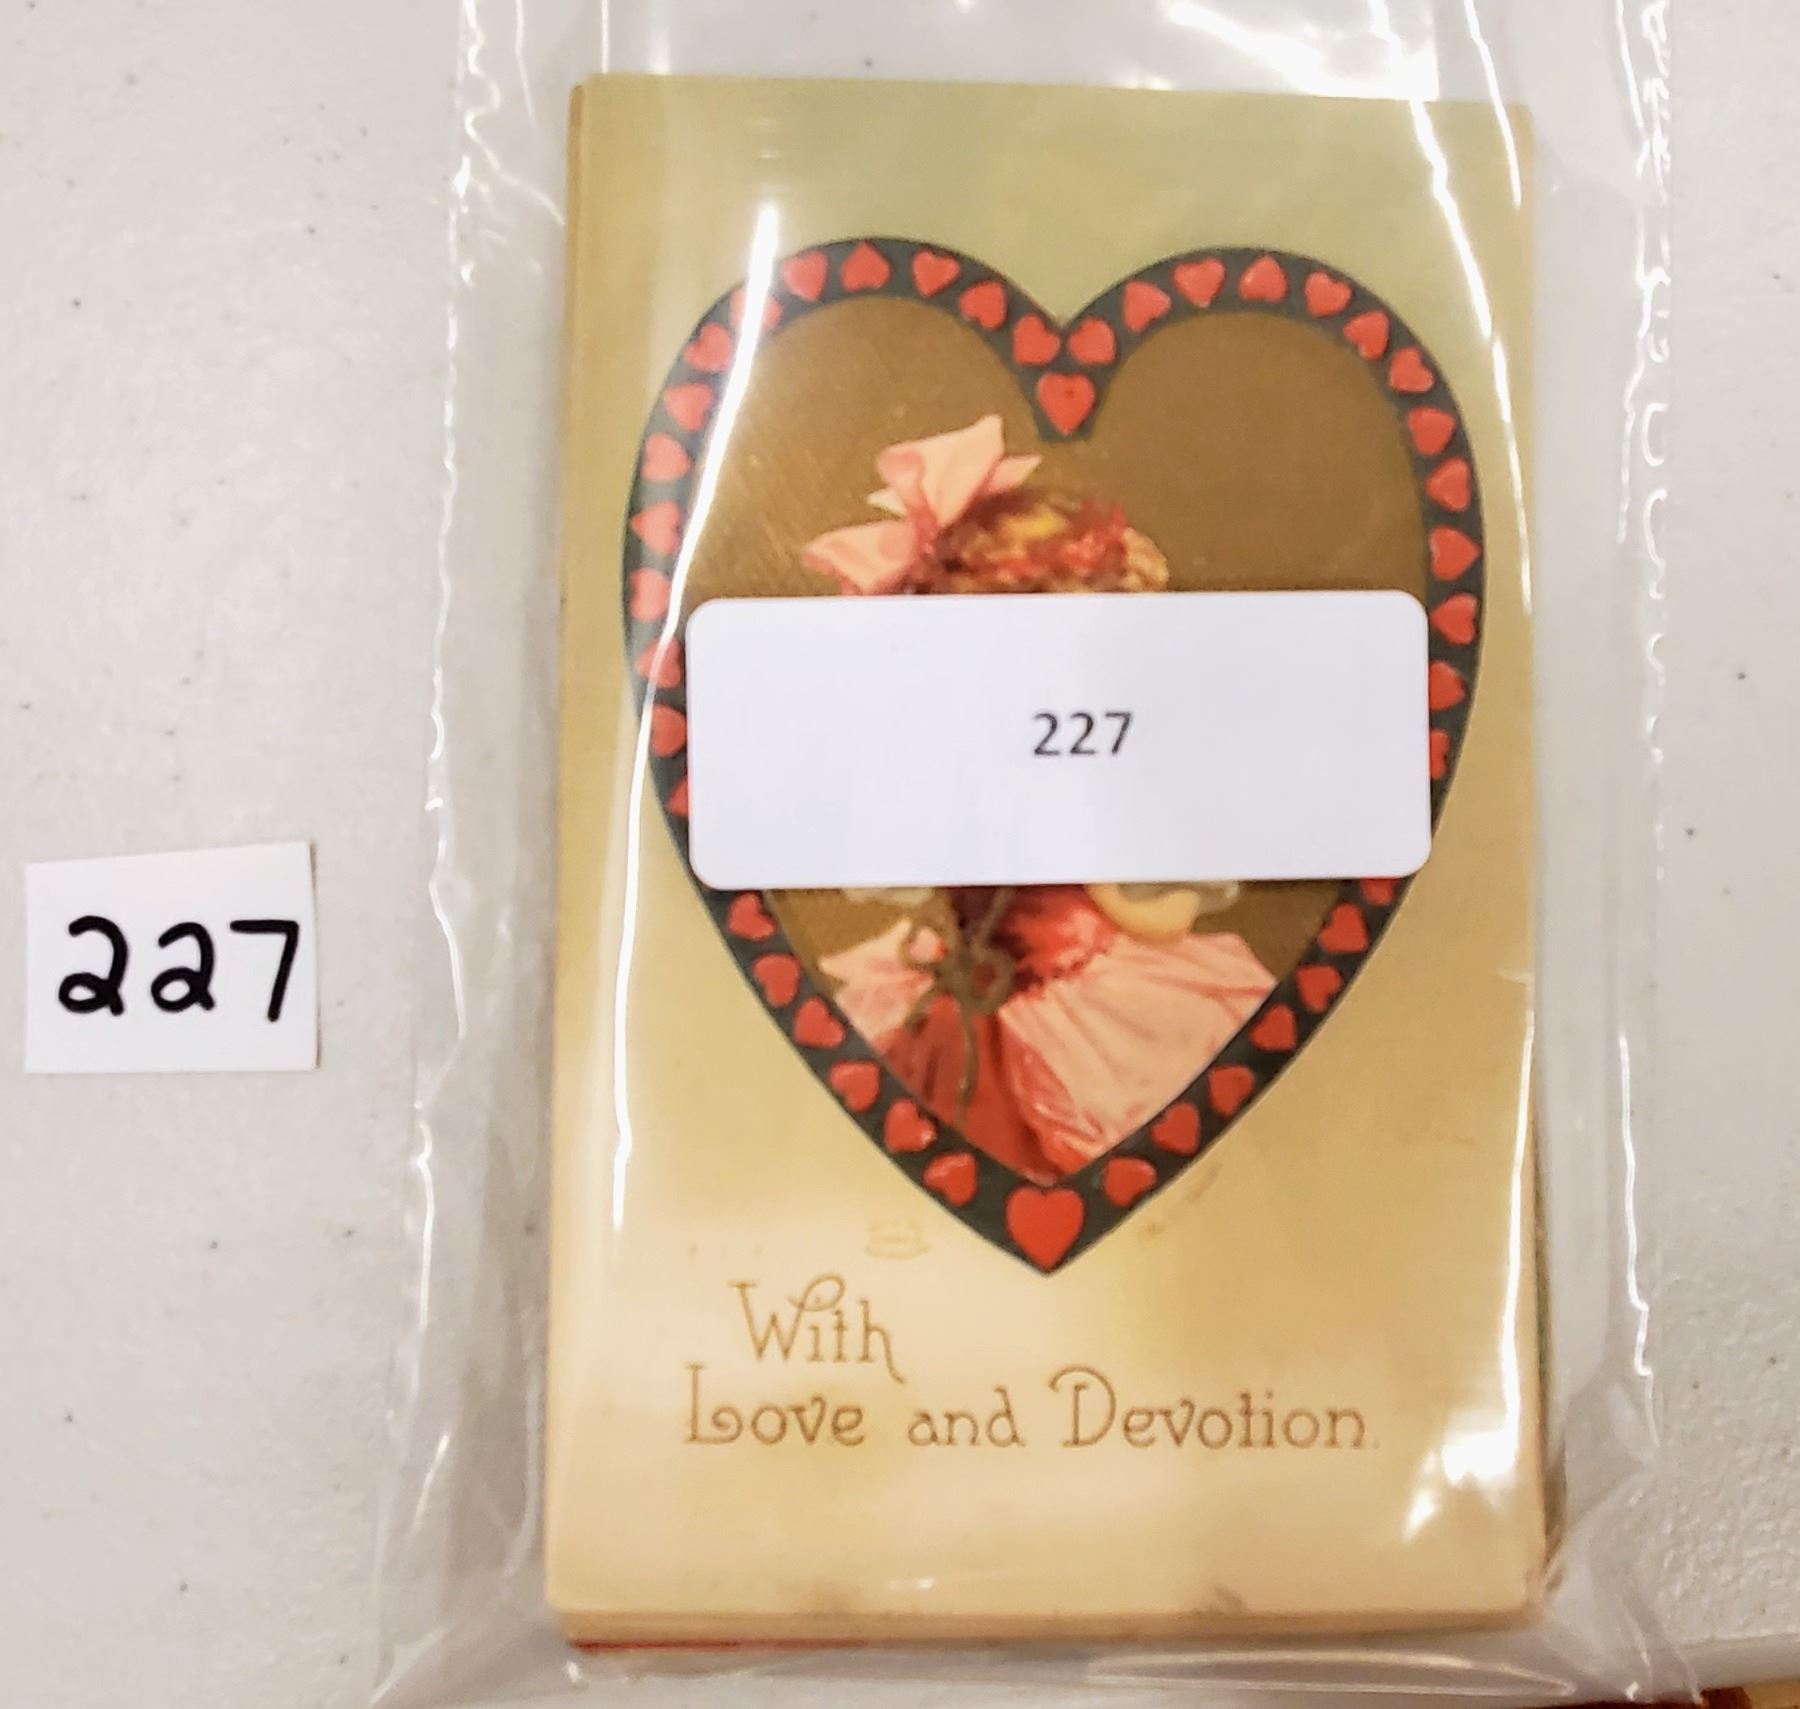 227
227
With
Love and Devotion.